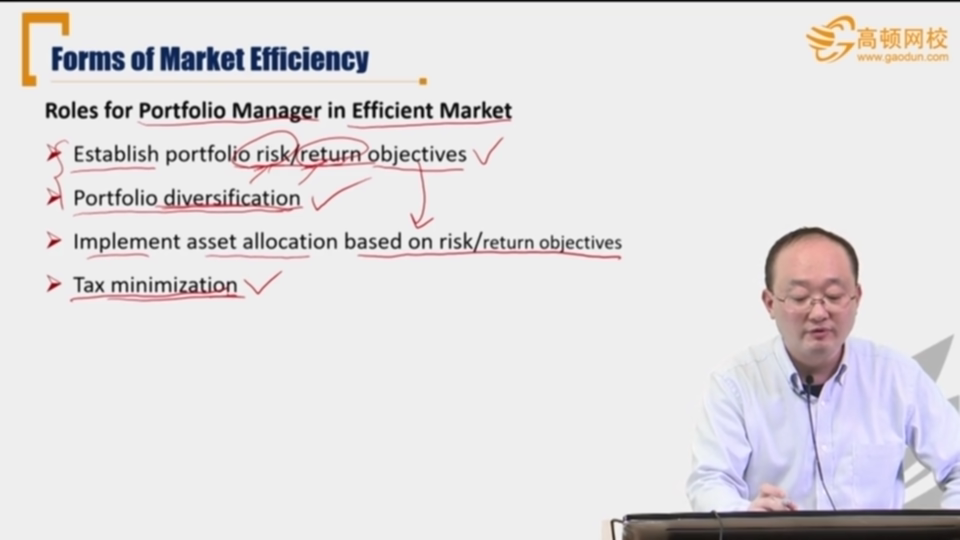 Forms of Market Efficiency
高顿网校
www.gaodun.com
Roles for Portfolio Manager in Efficient Market
Establish portfolio risk/return objectives
Portfolio diversification
Implement asset allocation based on risk/return objectives
Tax minimization